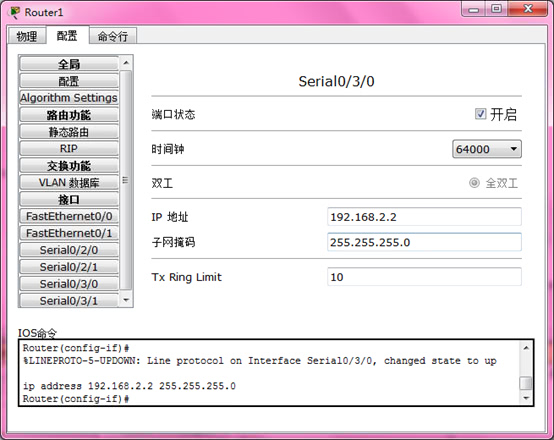 Router1
物理 配置 命令行
全局
配置
Algorithm Settings
路由功能
静态路由
RIP
交换功能
VLAN 数据库
接口
FastEthernet0/0
FastEthernet0/1
Serial0/2/0
Serial0/2/1
Serial0/3/0
Serial0/3/1
Serial0/3/0
端口状态 开启
时间钟 64000
双工 全双工
IP 地址 192.168.2.2
子网掩码 255.255.255.0
Tx Ring Limit 10
IOS命令
Router(config-if)#
%LINEPROTO-5-UPDOWN: Line protocol on Interface Serial0/3/0, changed state to up
ip address 192.168.2.2 255.255.255.0
Router(config-if)#